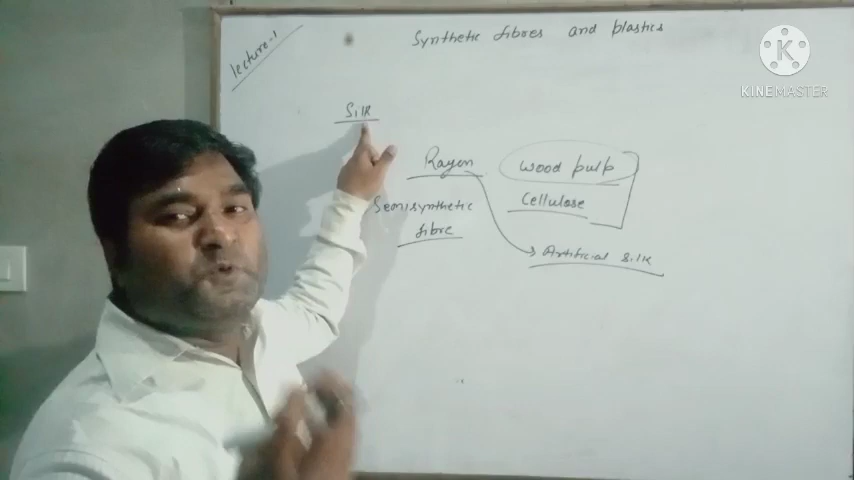 Synthetic fibres and plastics
lecture-1
K
KINEMASTER
Silk
Rayon
wood pulp
Cellulose
Semisynthetic
fibre
Artificial silk